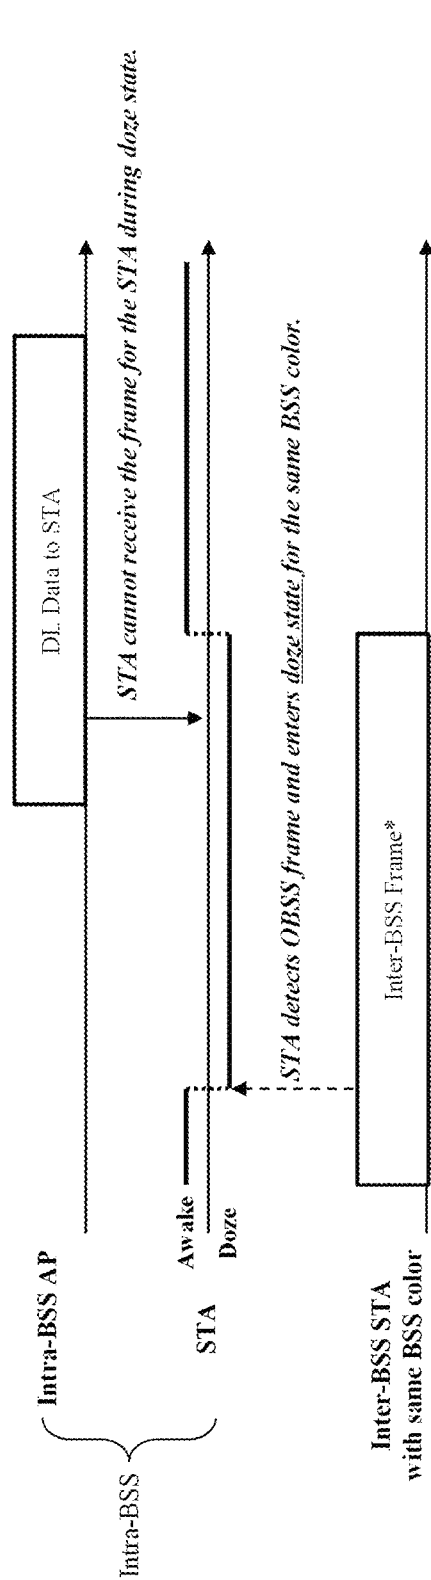 Intra-BSS
Intra-BSS AP
DL Data to STA
STA cannot receive the frame for the STA during doze state.
STA
Awake
Doze
STA detects OBSS frame and enters doze state for the same BSS color.
Inter-BSS STA
with same BSS color
Inter-BSS Frame*